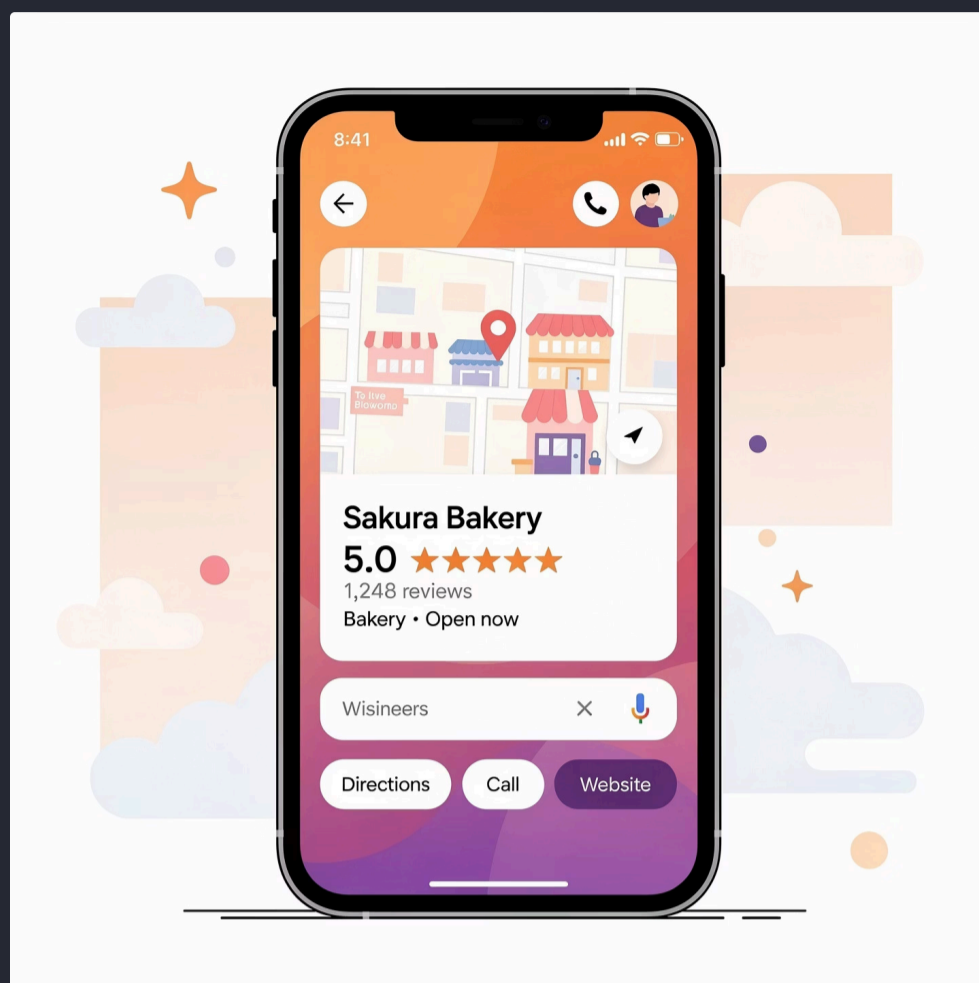 8:41
To live
Blowomo
Sakura Bakery
5.0
1,248 reviews
Bakery • Open now
Wisineers
Directions
Call
Website